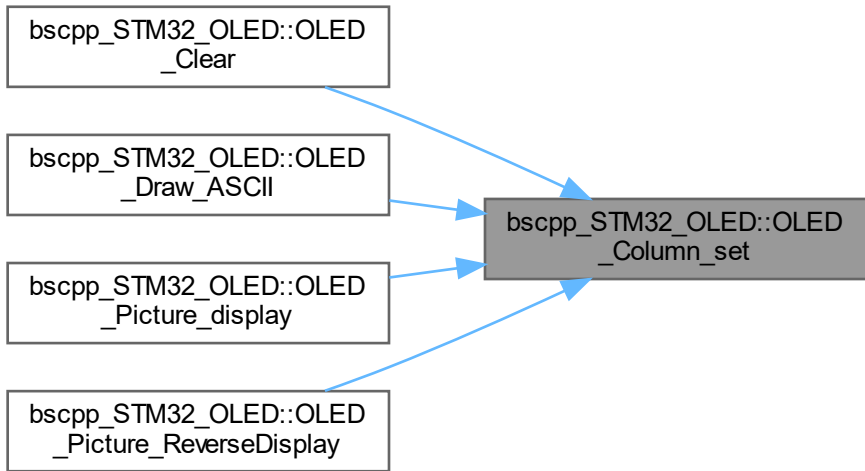 bscpp_STM32_OLED::OLED
_Clear
bscpp_STM32_OLED::OLED
_Draw_ASCII
bscpp_STM32_OLED::OLED
_Column_set
bscpp_STM32_OLED::OLED
_Picture_display
bscpp_STM32_OLED::OLED
_Picture_ReverseDisplay